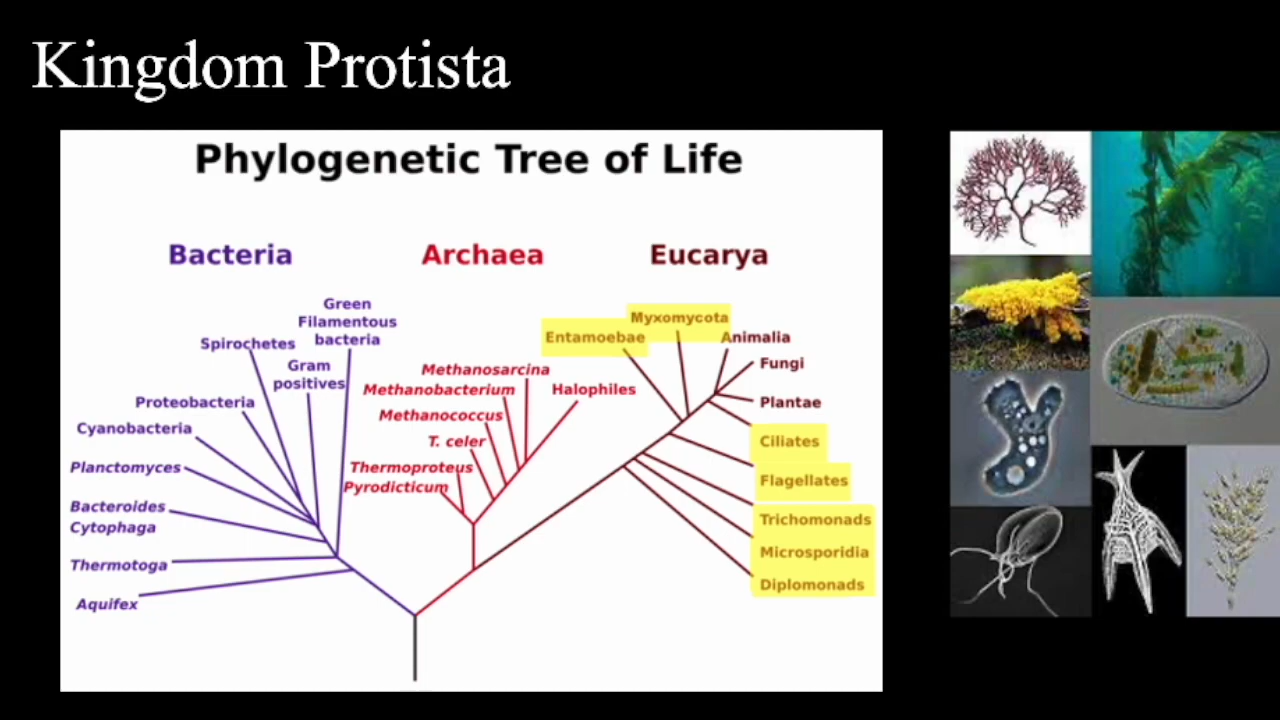 Kingdom Protista
Phylogenetic Tree of Life
Bacteria
Archaea
Eucarya
Green
Filamentous
bacteria
Spirochetes
Gram
positives
Proteobacteria
Cyanobacteria
Planctomyces
Bacteroides
Cytophaga
Thermotoga
Aquifex
Methanosarcina
Methanobacterium
Halophiles
Methanococcus
T. celer
Thermoproteus
Pyrodicticum
Entamoebae
Myxomycota
Animalia
Fungi
Plantae
Ciliates
Flagellates
Trichomonads
Microsporidia
Diplomonads